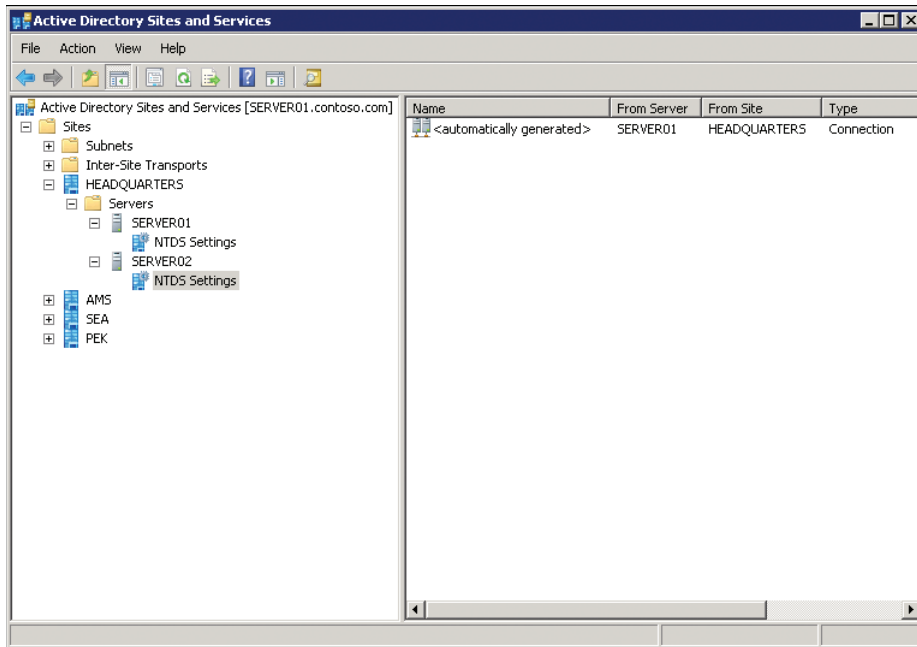 Active Directory Sites and Services
File Action View Help
Active Directory Sites and Services [SERVER01.contoso.com]
Sites
Subnets
Inter-Site Transports
HEADQUARTERS
Servers
SERVER01
NTDS Settings
SERVER02
NTDS Settings
AMS
SEA
PEK
Name From Server From Site Type
<automatically generated> SERVER01 HEADQUARTERS Connection